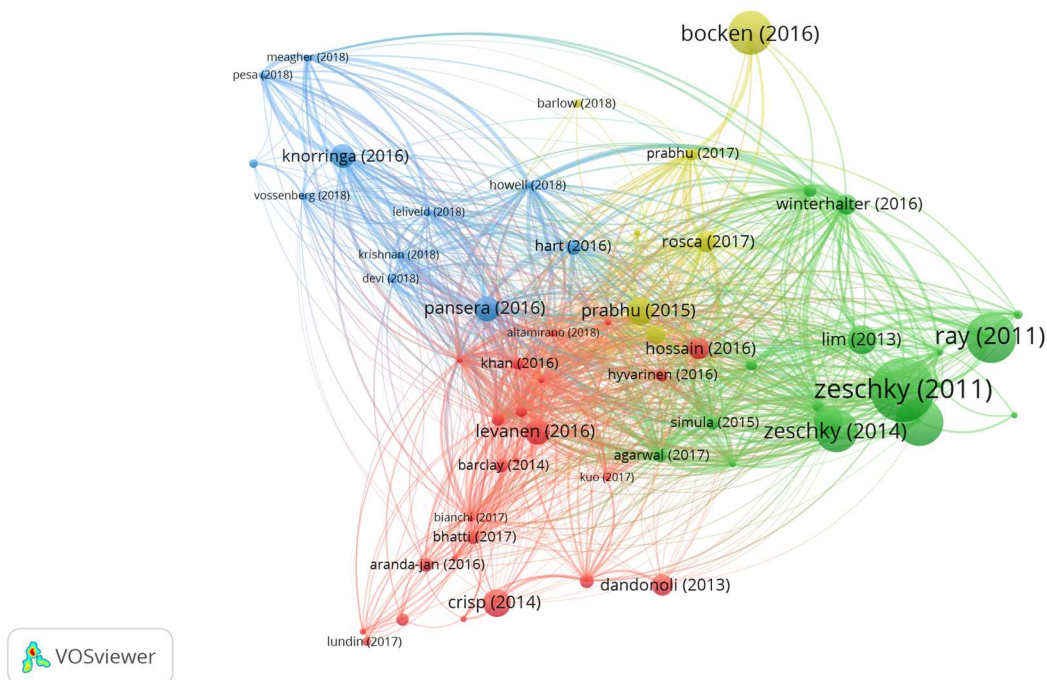 bocken (2016)
meagher (2018)
pesa (2018)
barlow (2018)
knorringa (2016)
prabhu (2017)
howell (2018)
vossenberg (2018)
winterhalter (2016)
leliveld (2018)
hart (2016)
rosca (2017)
krishnan (2018)
devi (2018)
pansera (2016)
prabhu (2015)
altamirano (2018)
lim (2013)
ray (2011)
hossain (2016)
khan (2016)
hyvarinen (2016)
zeschky (2011)
simula (2015)
zeschky (2014)
levanen (2016)
agarwal (2017)
barclay (2014)
kuo (2017)
bianchi (2017)
bhatti (2017)
aranda-jan (2016)
dandonoli (2013)
crisp (2014)
lundin (2017)
VOSviewer